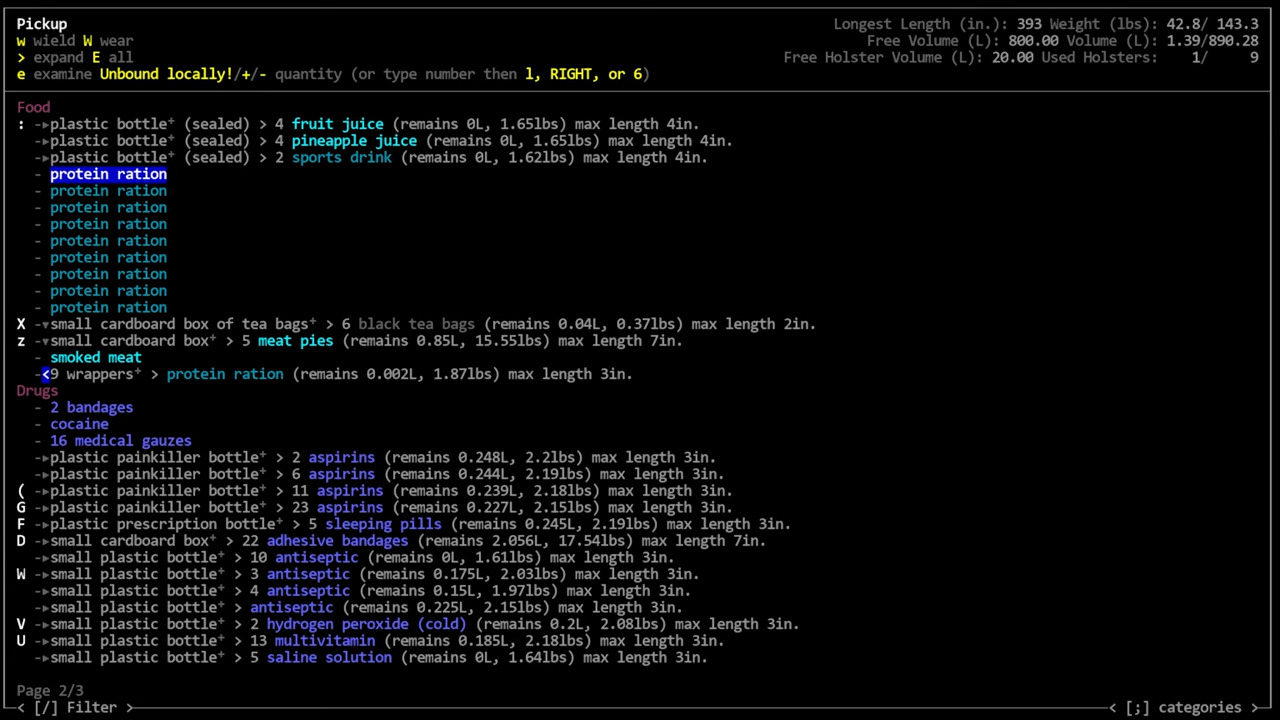 Pickup
Longest Length (in.): 393 Weight (lbs): 42.8/ 143.3
w wield W wear
Free Volume (L): 800.00 Volume (L): 1.39/890.28
> expand E all
Free Holster Volume (L): 20.00 Used Holsters: 1/ 9
e examine Unbound locally!/+/- quantity (or type number then l, RIGHT, or 6)
Food
: -▸plastic bottle⁺ (sealed) > 4 fruit juice (remains 0L, 1.65lbs) max length 4in.
-▸plastic bottle⁺ (sealed) > 4 pineapple juice (remains 0L, 1.65lbs) max length 4in.
-▸plastic bottle⁺ (sealed) > 2 sports drink (remains 0L, 1.62lbs) max length 4in.
- protein ration
- protein ration
- protein ration
- protein ration
- protein ration
- protein ration
- protein ration
- protein ration
- protein ration
X -▾small cardboard box of tea bags⁺ > 6 black tea bags (remains 0.04L, 0.37lbs) max length 2in.
z -▾small cardboard box⁺ > 5 meat pies (remains 0.85L, 15.55lbs) max length 7in.
- smoked meat
-<9 wrappers⁺ > protein ration (remains 0.002L, 1.87lbs) max length 3in.
Drugs
- 2 bandages
- cocaine
- 16 medical gauzes
-▸plastic painkiller bottle⁺ > 2 aspirins (remains 0.248L, 2.2lbs) max length 3in.
-▸plastic painkiller bottle⁺ > 6 aspirins (remains 0.244L, 2.19lbs) max length 3in.
( -▸plastic painkiller bottle⁺ > 11 aspirins (remains 0.239L, 2.18lbs) max length 3in.
G -▸plastic painkiller bottle⁺ > 23 aspirins (remains 0.227L, 2.15lbs) max length 3in.
F -▸plastic prescription bottle⁺ > 5 sleeping pills (remains 0.245L, 2.19lbs) max length 3in.
D -▸small cardboard box⁺ > 22 adhesive bandages (remains 2.056L, 17.54lbs) max length 7in.
-▸small plastic bottle⁺ > 10 antiseptic (remains 0L, 1.61lbs) max length 3in.
W -▸small plastic bottle⁺ > 3 antiseptic (remains 0.175L, 2.03lbs) max length 3in.
-▸small plastic bottle⁺ > 4 antiseptic (remains 0.15L, 1.97lbs) max length 3in.
-▸small plastic bottle⁺ > antiseptic (remains 0.225L, 2.15lbs) max length 3in.
V -▸small plastic bottle⁺ > 2 hydrogen peroxide (cold) (remains 0.2L, 2.08lbs) max length 3in.
U -▸small plastic bottle⁺ > 13 multivitamin (remains 0.185L, 2.18lbs) max length 3in.
-▸small plastic bottle⁺ > 5 saline solution (remains 0L, 1.64lbs) max length 3in.
Page 2/3
< [/] Filter >
< [;] categories >